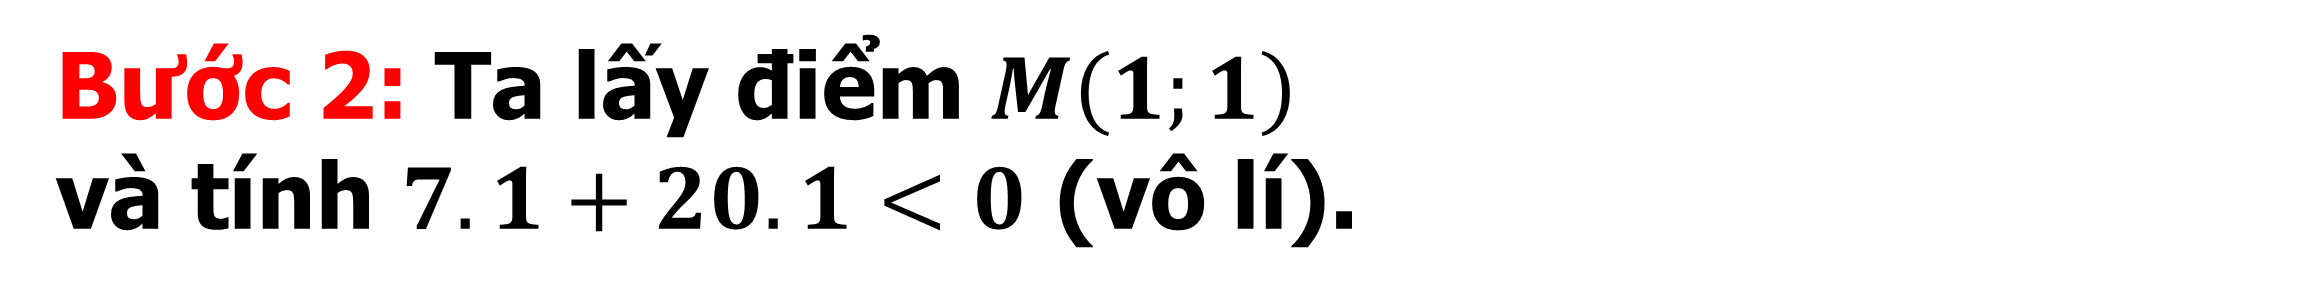 Bước 2: Ta lấy điểm M(1; 1)
và tính 7. 1 + 20. 1 < 0 (vô lí).